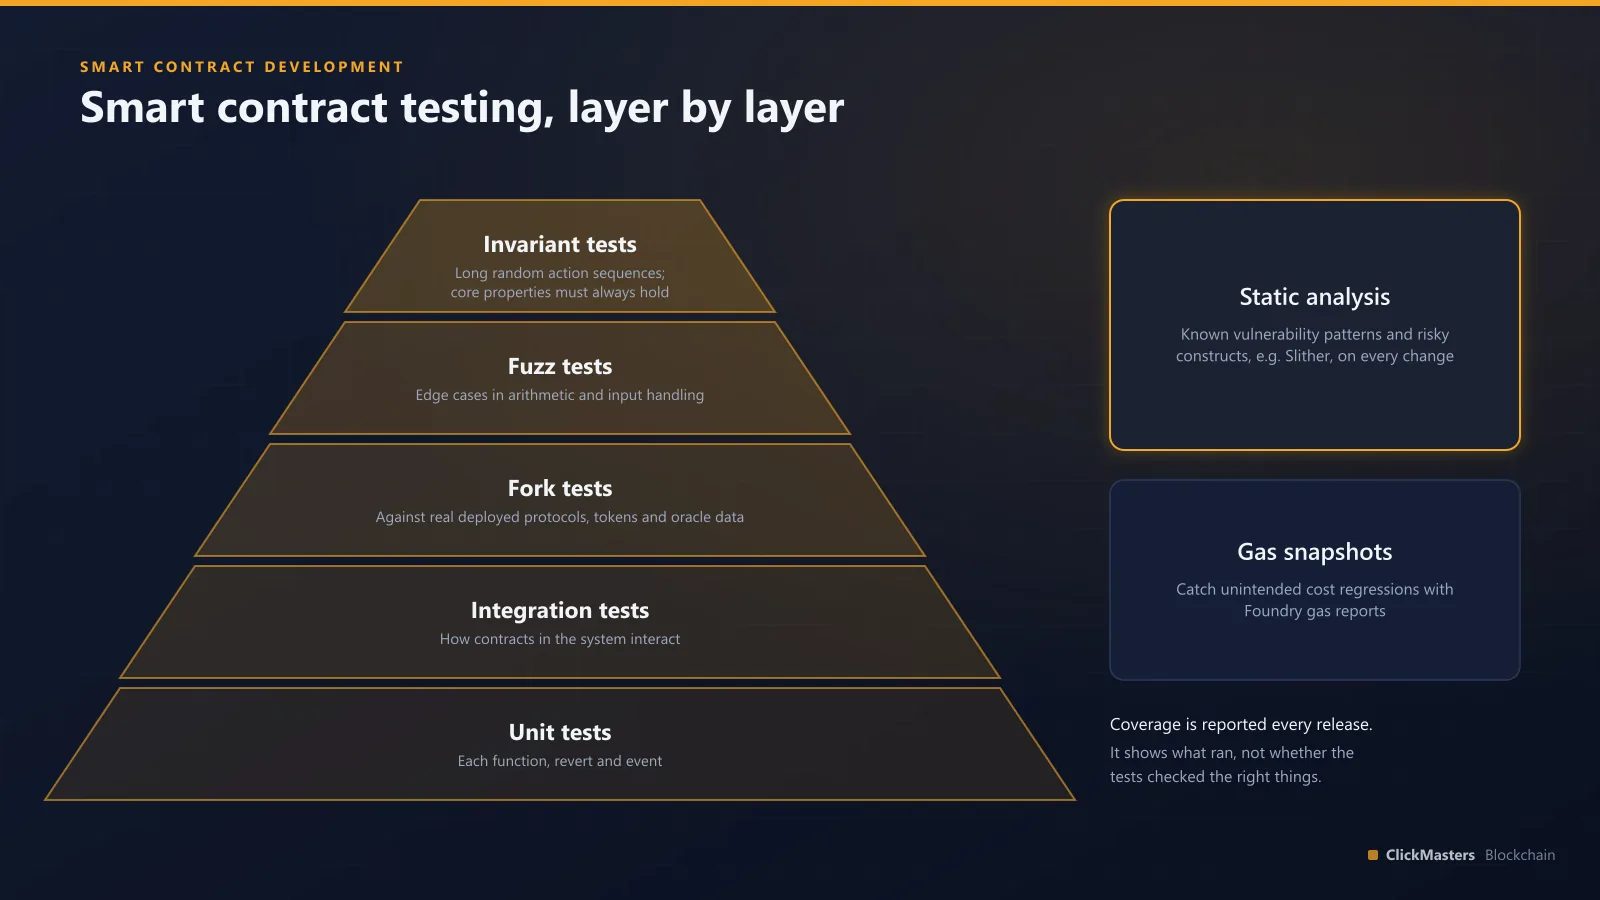 SMART CONTRACT DEVELOPMENT
Smart contract testing, layer by layer
Invariant tests
Long random action sequences;
core properties must always hold
Fuzz tests
Edge cases in arithmetic and input handling
Fork tests
Against real deployed protocols, tokens and oracle data
Integration tests
How contracts in the system interact
Unit tests
Each function, revert and event
Static analysis
Known vulnerability patterns and risky
constructs, e.g. Slither, on every change
Gas snapshots
Catch unintended cost regressions with
Foundry gas reports
Coverage is reported every release.
It shows what ran, not whether the
tests checked the right things.
ClickMasters Blockchain